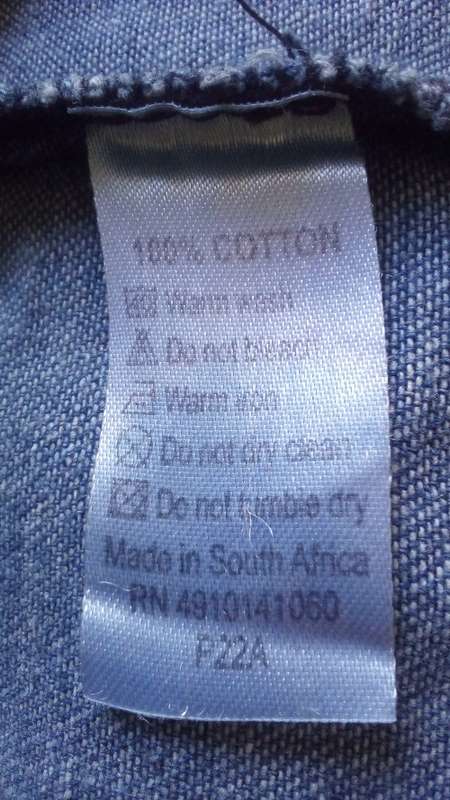 100% COTTON
Warm wash
Do not bleach
Warm iron
Do not dry clean
Do not tumble dry
Made in South Africa
RN 4910141060
P22A